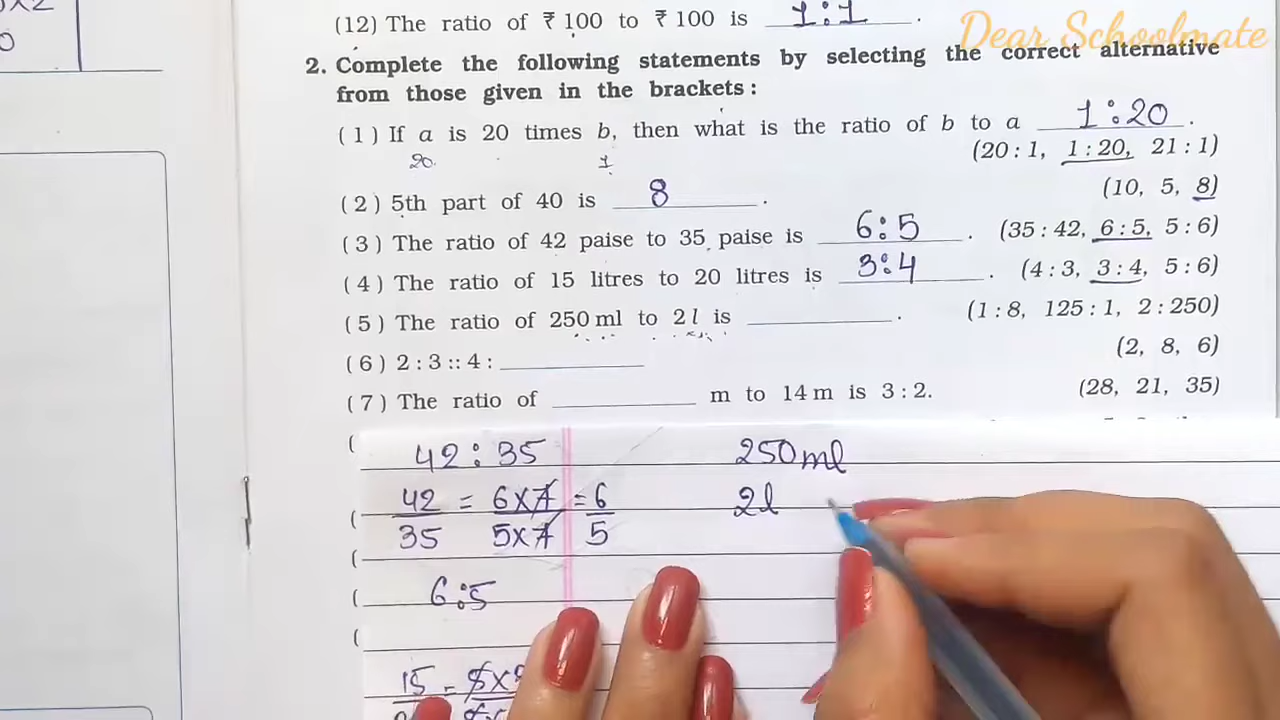 (12) The ratio of ₹ 100 to ₹ 100 is 1:1.
Dear Schoolmate
2. Complete the following statements by selecting the correct alternative
from those given in the brackets:
(1) If a is 20 times b, then what is the ratio of b to a 1:20.
20. 1
(20 : 1, 1 : 20, 21 : 1)
(2) 5th part of 40 is 8. (10, 5, 8)
(3) The ratio of 42 paise to 35 paise is 6:5. (35 : 42, 6 : 5, 5 : 6)
(4) The ratio of 15 litres to 20 litres is 3:4. (4 : 3, 3 : 4, 5 : 6)
(5) The ratio of 250 ml to 2 l is ______. (1 : 8, 125 : 1, 2 : 250)
(6) 2 : 3 :: 4 : ______ (2, 8, 6)
(7) The ratio of ______ m to 14 m is 3 : 2. (28, 21, 35)
42:35 250ml
42 = 6×7 = 6 2l
35 5×7 5
6:5
15 =